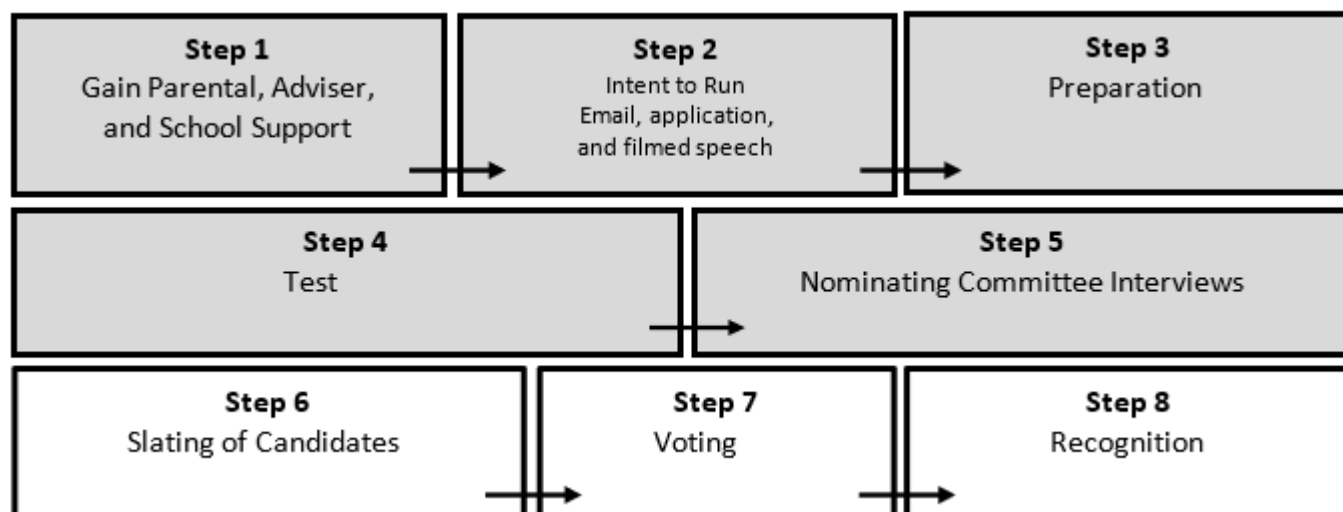 Step 1
Gain Parental, Adviser,
and School Support
Step 2
Intent to Run
Email, application,
and filmed speech
Step 3
Preparation
Step 4
Test
Step 5
Nominating Committee Interviews
Step 6
Slating of Candidates
Step 7
Voting
Step 8
Recognition